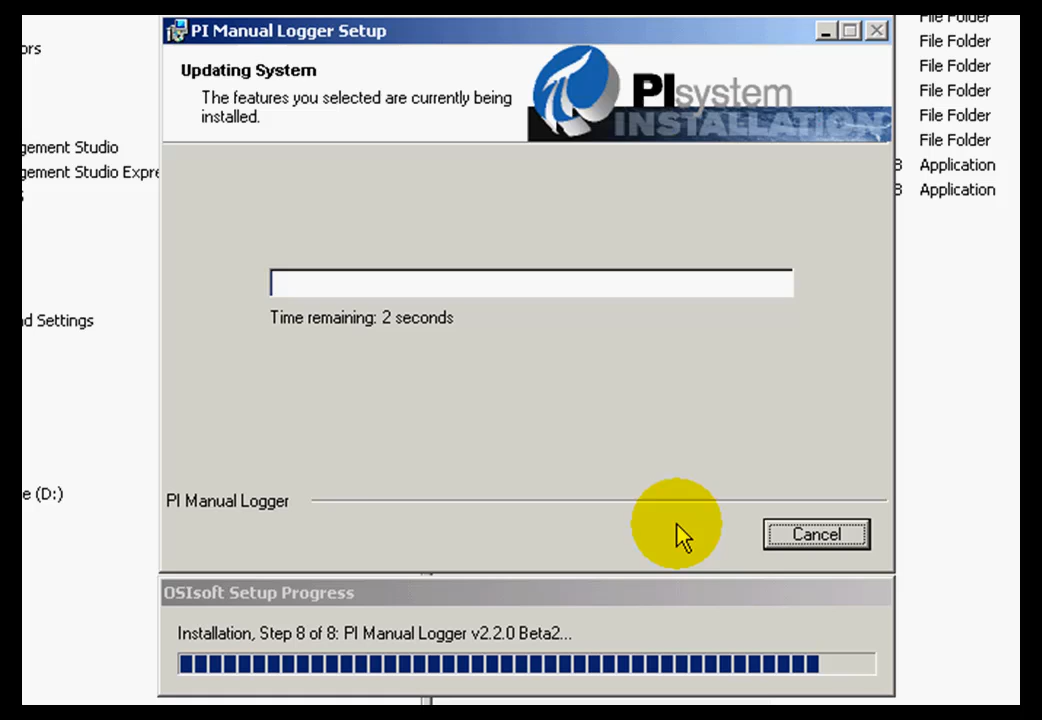 PI Manual Logger Setup
Updating System
The features you selected are currently being
installed.
PIsystem
INSTALLATION
ors
gement Studio
gement Studio Expre
d Settings
e (D:)
File Folder
File Folder
File Folder
File Folder
File Folder
File Folder
B Application
B Application
Time remaining: 2 seconds
PI Manual Logger
Cancel
OSIsoft Setup Progress
Installation, Step 8 of 8: PI Manual Logger v2.2.0 Beta2...